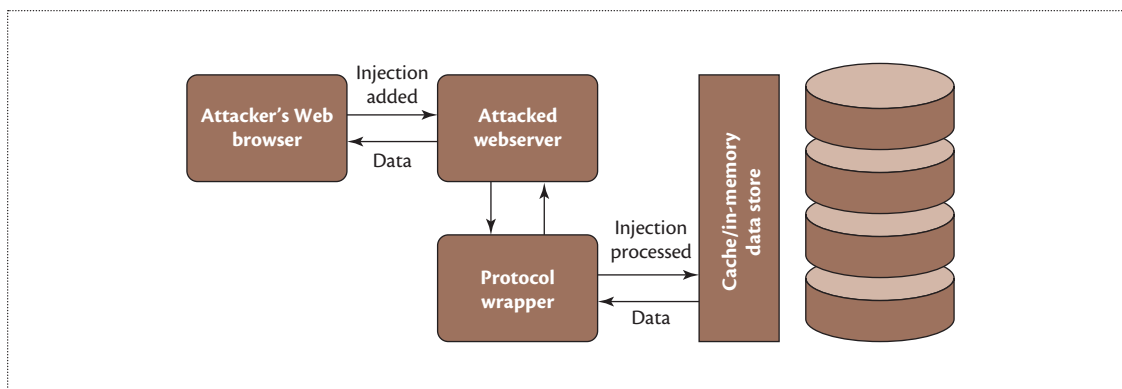 Attacker's Web
browser
Injection
added
Data
Attacked
webserver
Protocol
wrapper
Injection
processed
Data
Cache/in-memory
data store